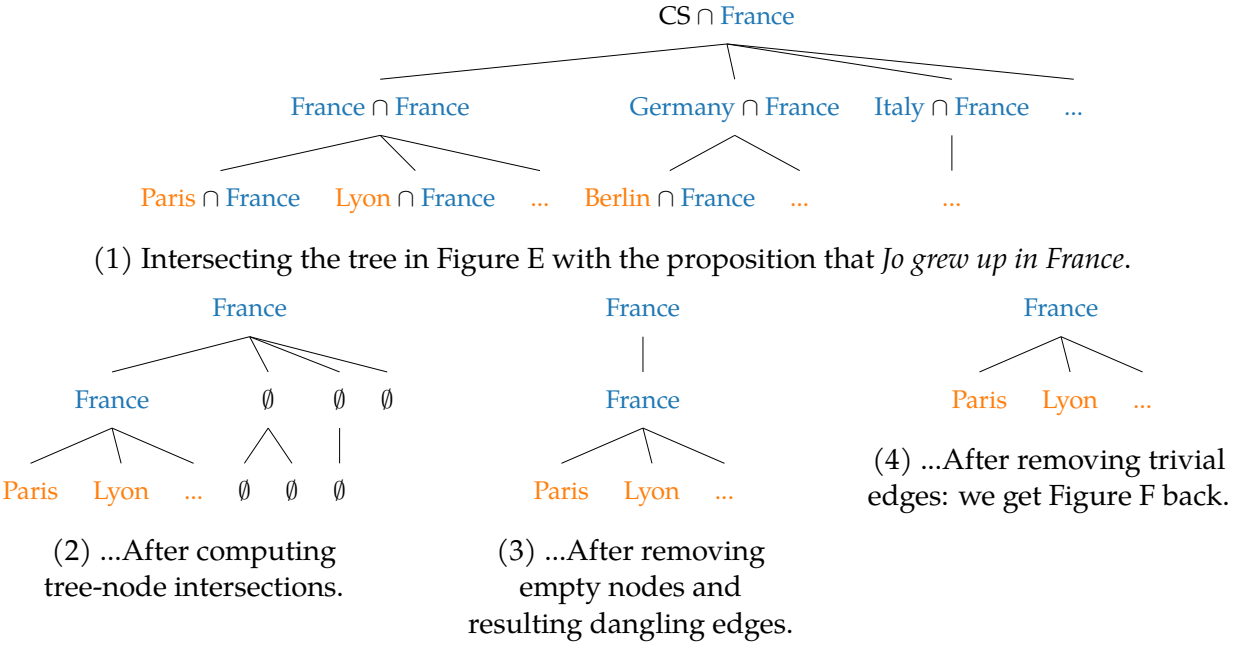 CS ∩ France
France ∩ France Germany ∩ France Italy ∩ France ...
Paris ∩ France Lyon ∩ France ... Berlin ∩ France ... ...
(1) Intersecting the tree in Figure E with the proposition that Jo grew up in France.
France
France ∅ ∅ ∅
Paris Lyon ... ∅ ∅ ∅
(2) ...After computing
tree-node intersections.
France
France
Paris Lyon ...
(3) ...After removing
empty nodes and
resulting dangling edges.
France
Paris Lyon ...
(4) ...After removing trivial
edges: we get Figure F back.